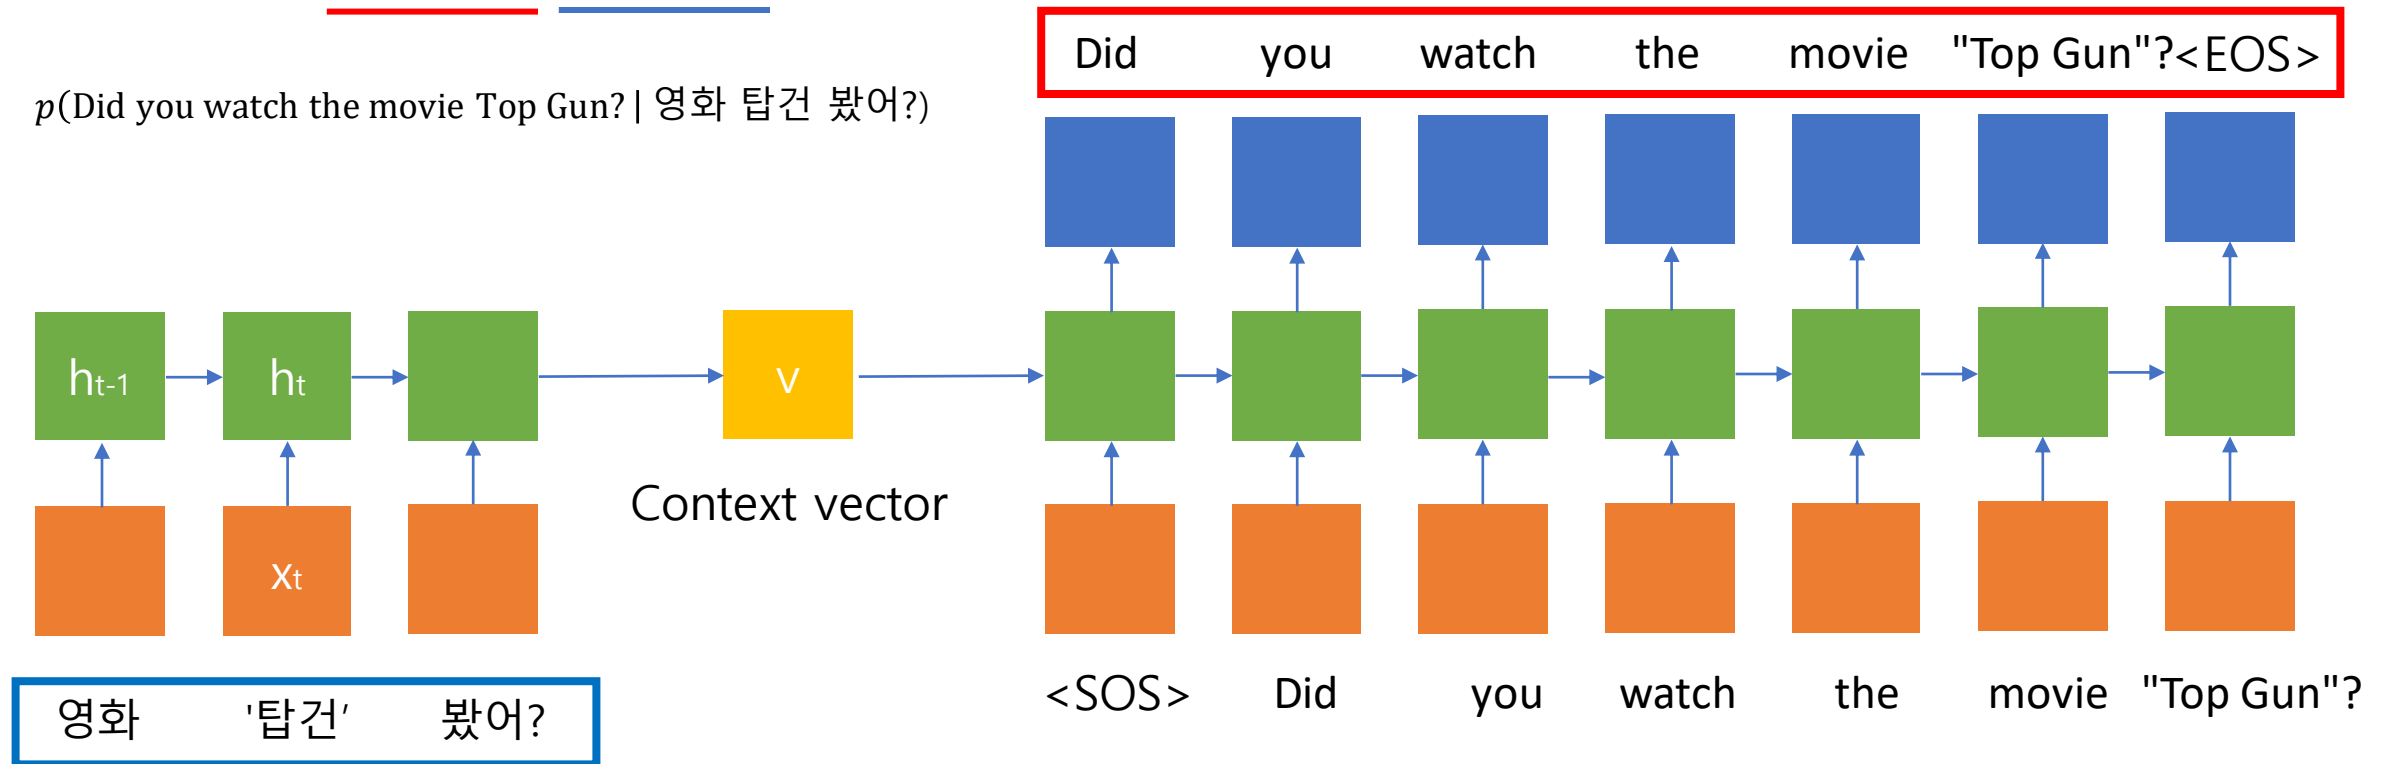 Did you watch the movie "Top Gun"?<EOS>
p(Did you watch the movie Top Gun? | 영화 탑건 봤어?)
ht-1 ht v
Context vector
xt
<SOS> Did you watch the movie "Top Gun"?
영화 '탑건' 봤어?